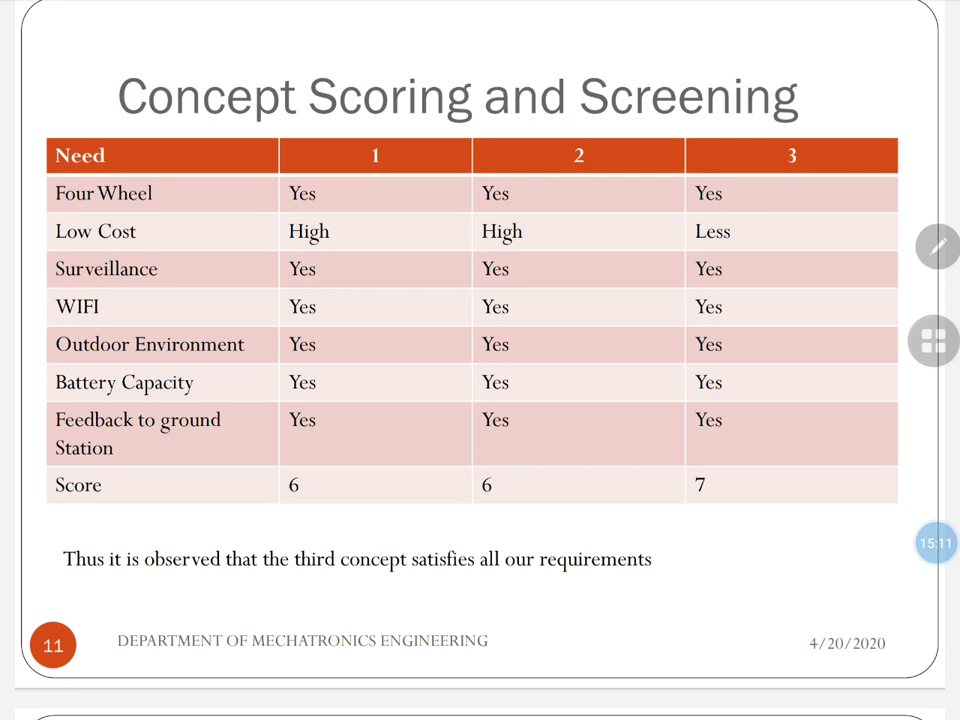 Concept Scoring and Screening
Need 1 2 3
Four Wheel Yes Yes Yes
Low Cost High High Less
Surveillance Yes Yes Yes
WIFI Yes Yes Yes
Outdoor Environment Yes Yes Yes
Battery Capacity Yes Yes Yes
Feedback to ground Yes Yes Yes
Station
Score 6 6 7
15:11
Thus it is observed that the third concept satisfies all our requirements
11 DEPARTMENT OF MECHATRONICS ENGINEERING 4/20/2020